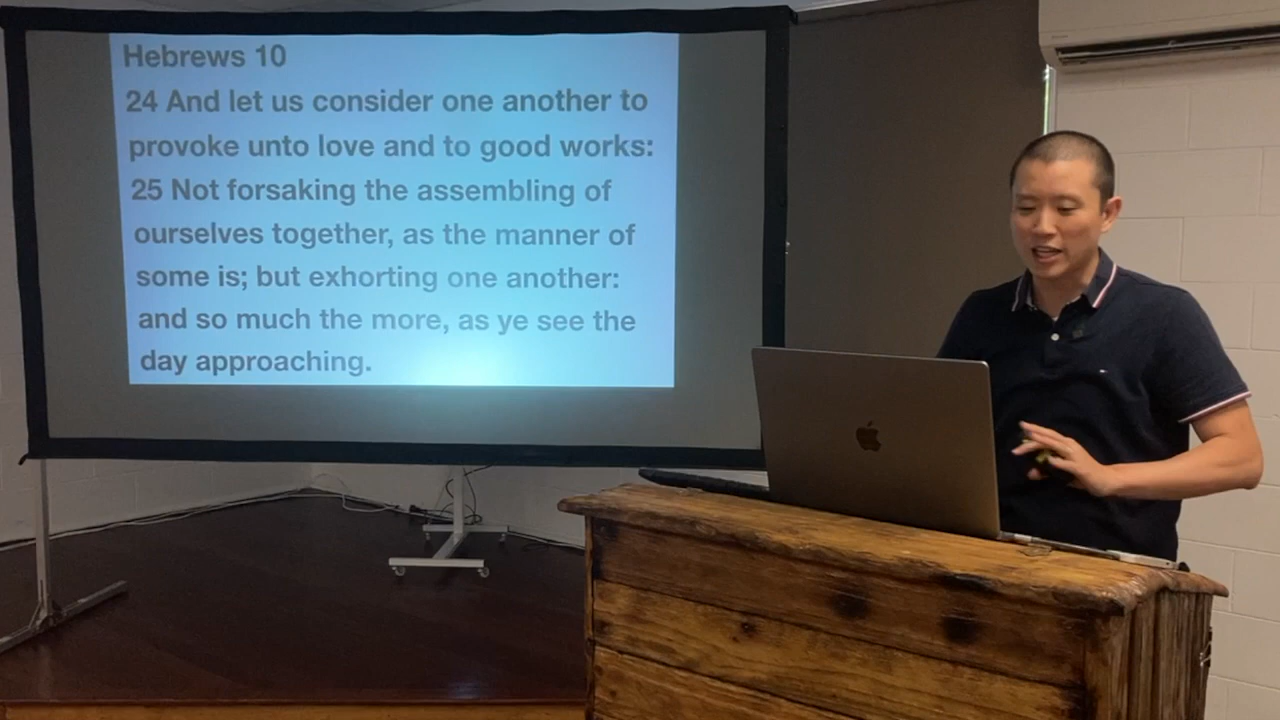 Hebrews 10
24 And let us consider one another to
provoke unto love and to good works:
25 Not forsaking the assembling of
ourselves together, as the manner of
some is; but exhorting one another:
and so much the more, as ye see the
day approaching.